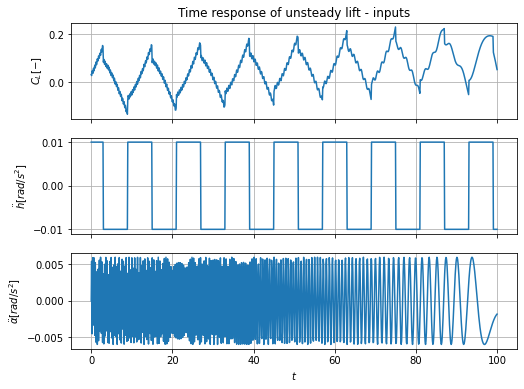 Time response of unsteady lift - inputs
C_L[−]
0.2
0.0
ḧ[rad/s²]
0.01
0.00
−0.01
α̈[rad/s²]
0.005
0.000
−0.005
0 20 40 60 80 100
t